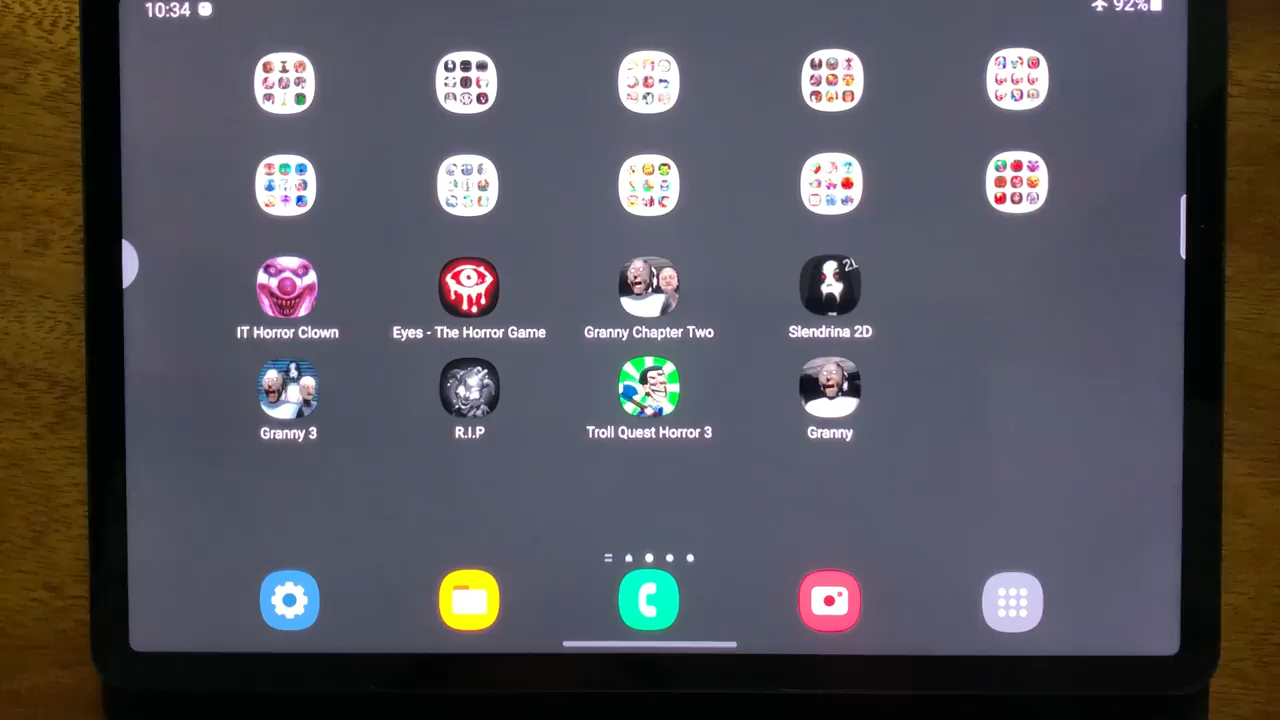 10:34
92%
21
IT Horror Clown
Eyes - The Horror Game
Granny Chapter Two
Slendrina 2D
Granny 3
R.I.P
Troll Quest Horror 3
Granny